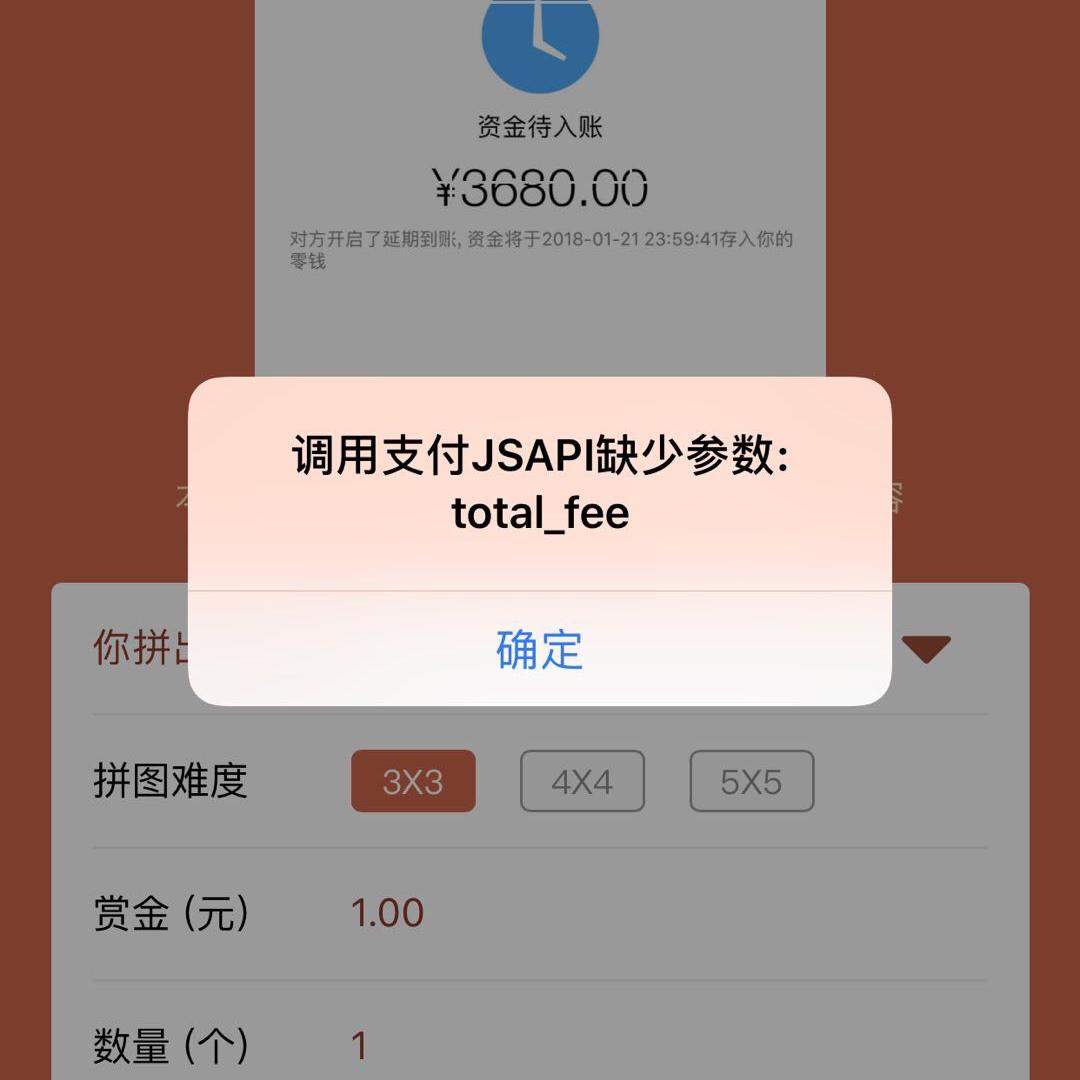 资金待入账
¥3680.00
对方开启了延期到账, 资金将于2018-01-21 23:59:41存入你的
零钱
调用支付JSAPI缺少参数:
total_fee
确定
你拼
拼图难度 3X3 4X4 5X5
赏金 (元) 1.00
数量 (个) 1